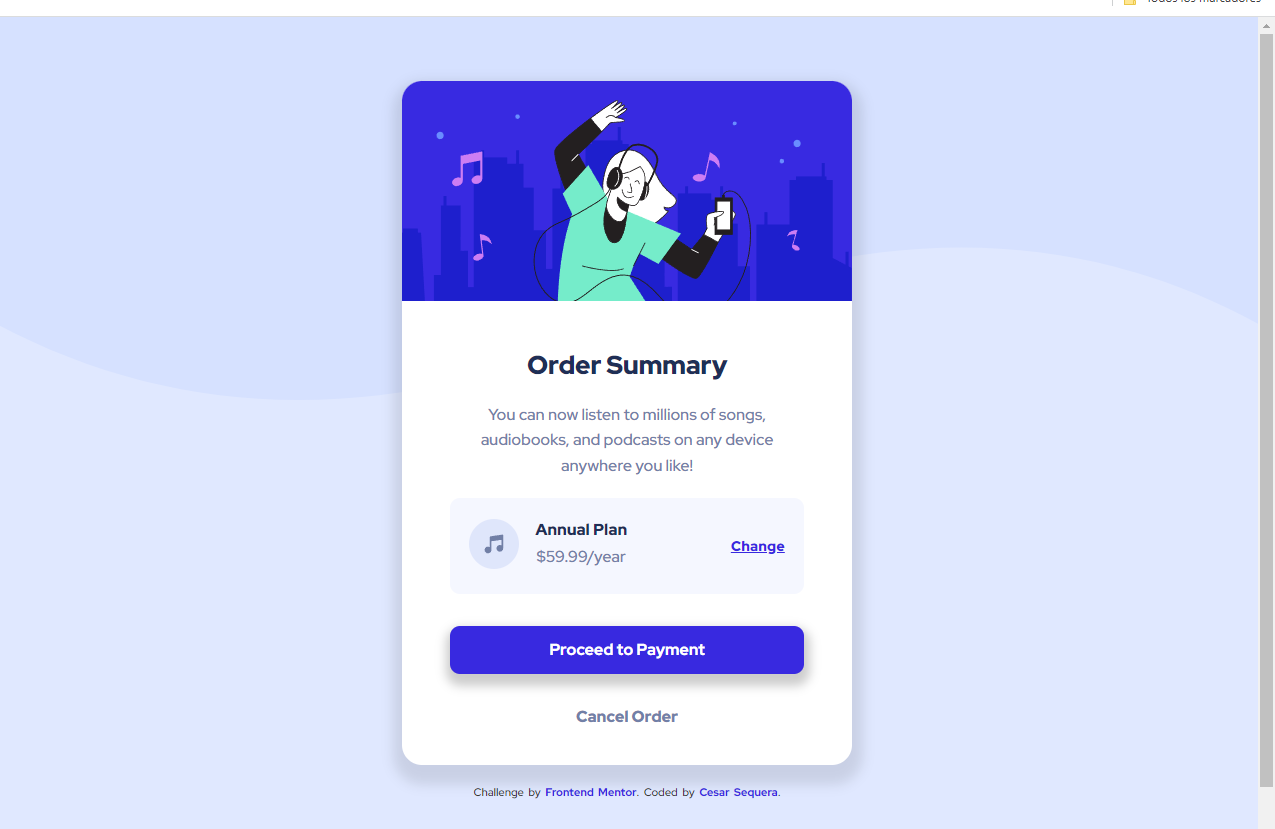 Todos los marcadores
Order Summary
You can now listen to millions of songs,
audiobooks, and podcasts on any device
anywhere you like!
Annual Plan
$59.99/year
Change
Proceed to Payment
Cancel Order
Challenge by Frontend Mentor. Coded by Cesar Sequera.